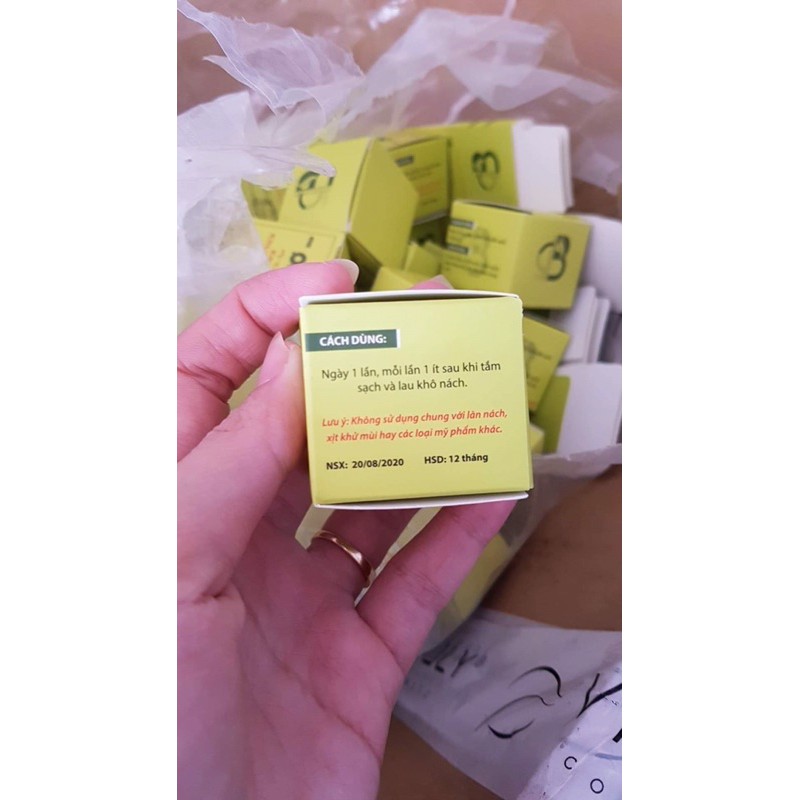 CÁCH DÙNG:
Ngày 1 lần, mỗi lần 1 ít sau khi tắm
sạch và lau khô nách.
Lưu ý: Không sử dụng chung với lăn nách,
xịt khử mùi hay các loại mỹ phẩm khác.
NSX: 20/08/2020 HSD: 12 tháng